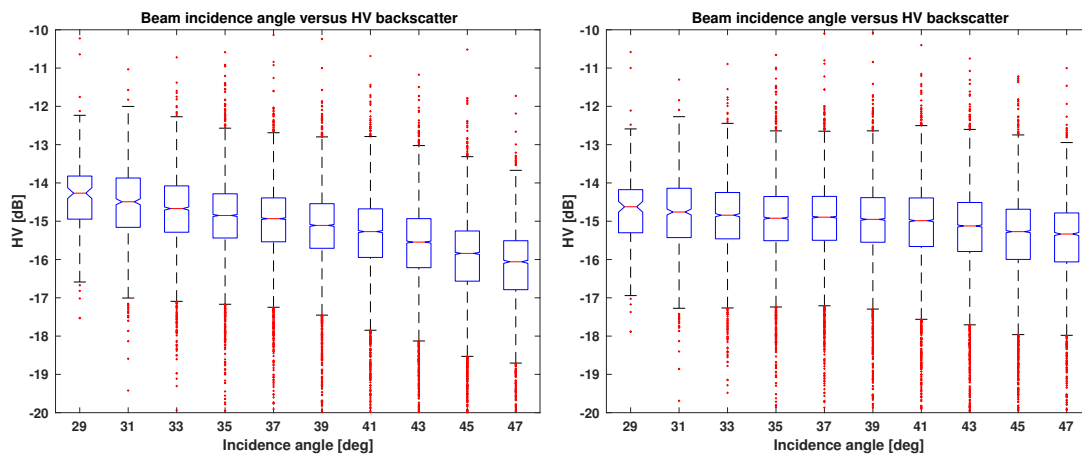 Beam incidence angle versus HV backscatter
HV [dB]
-10
-11
-12
-13
-14
-15
-16
-17
-18
-19
-20
29 31 33 35 37 39 41 43 45 47
Incidence angle [deg]
Beam incidence angle versus HV backscatter
HV [dB]
-10
-11
-12
-13
-14
-15
-16
-17
-18
-19
-20
29 31 33 35 37 39 41 43 45 47
Incidence angle [deg]